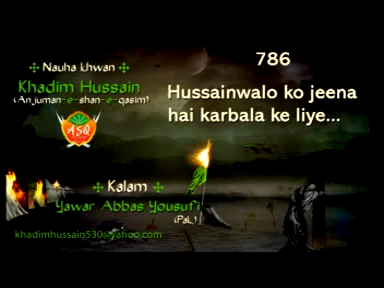 786
Nauha khwan
Khadim Hussain
(Anjuman-e-shan-e-qasim)
ASQ
Hussainwalo ko jeena
hai karbala ke liye...
Kalam
Yawar Abbas Yousufi
(Pak)
khadimhussain530@yahoo.com